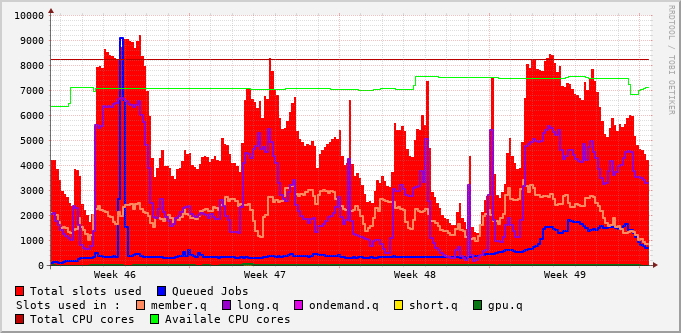 10000
9000
8000
7000
6000
5000
4000
3000
2000
1000
0
Week 46 Week 47 Week 48 Week 49
RRDTOOL / TOBI OETIKER
Total slots used Queued Jobs
Slots used in : member.q long.q ondemand.q short.q gpu.q
Total CPU cores Availale CPU cores